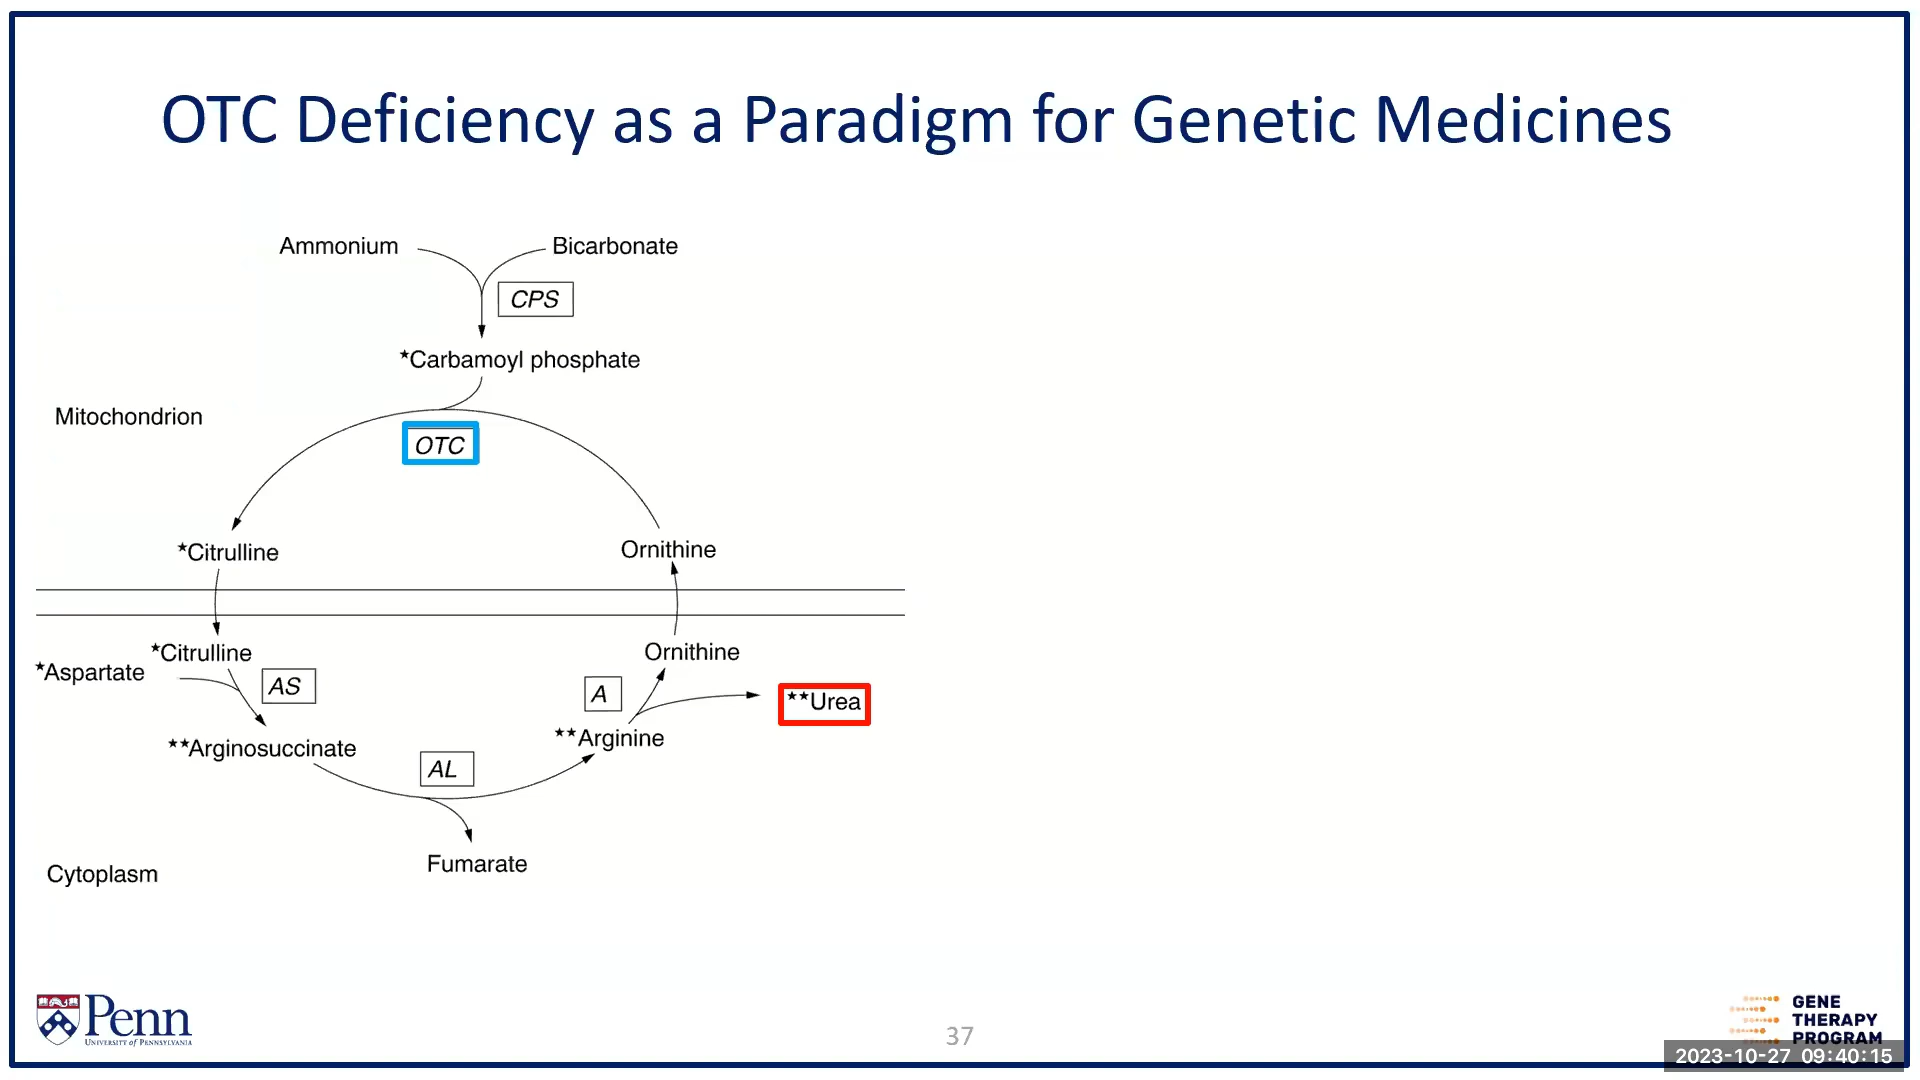 OTC Deficiency as a Paradigm for Genetic Medicines
Ammonium
Bicarbonate
CPS
★Carbamoyl phosphate
Mitochondrion
OTC
★Citrulline
Ornithine
★Citrulline
Ornithine
★Aspartate
AS
A
★★Urea
★★Arginosuccinate
★★Arginine
AL
Fumarate
Cytoplasm
Penn
UNIVERSITY of PENNSYLVANIA
37
GENE
THERAPY
PROGRAM
2023-10-27 09:40:15